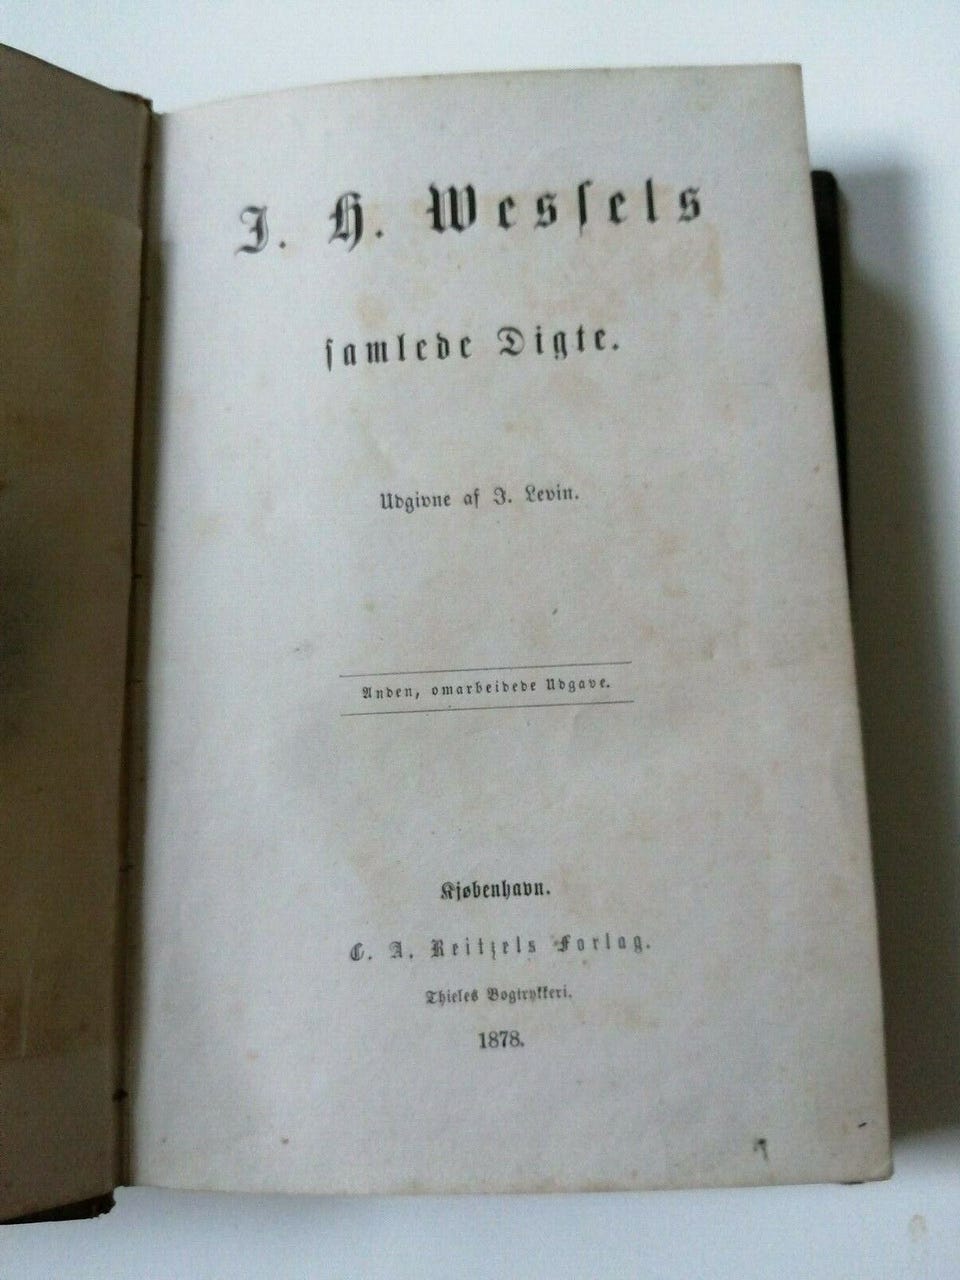 J. H. Wesſels
ſamlede Digte.
Udgivne af J. Levin.
Anden, omarbeidede Udgave.
Kjøbenhavn.
C. A. Reitzels Forlag.
Thieles Bogtrykkeri.
1878.